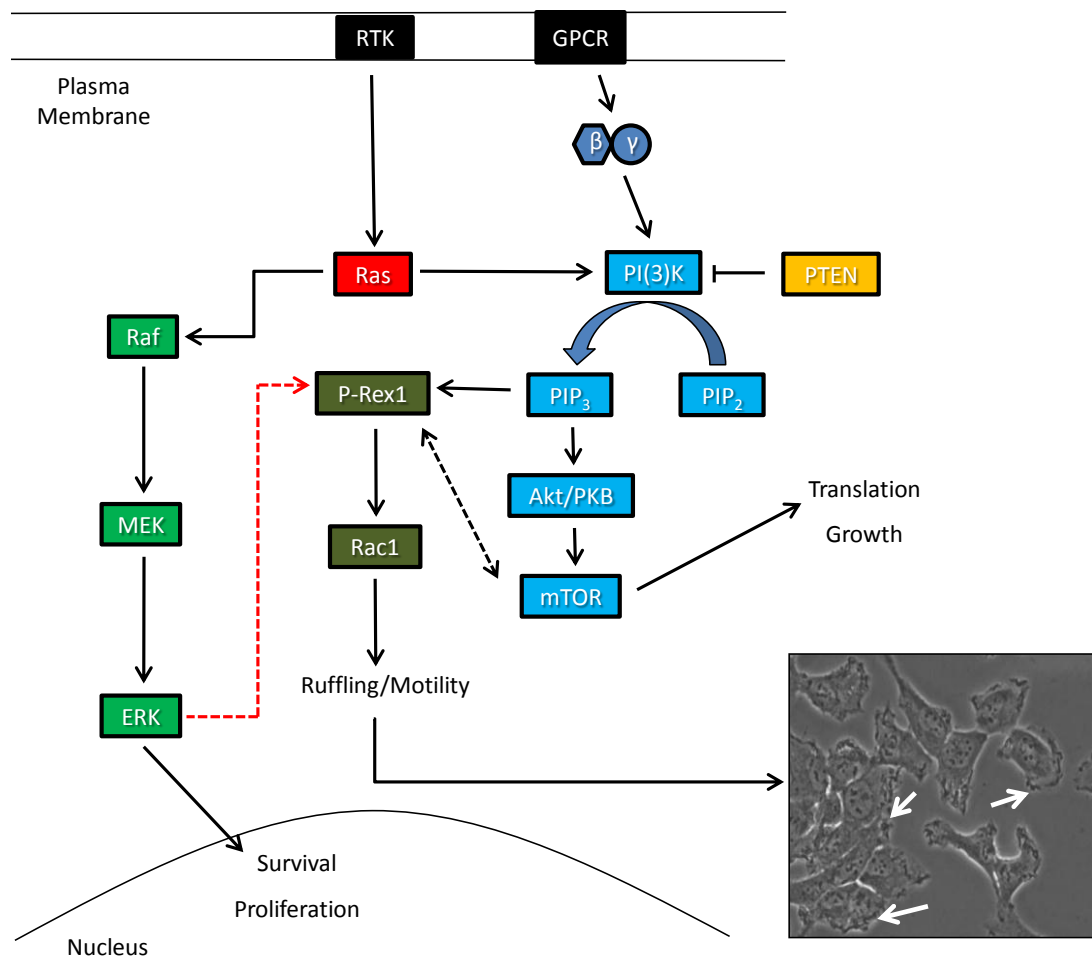 RTK
GPCR
Plasma
Membrane
β γ
Ras
PI(3)K
PTEN
Raf
P-Rex1
PIP3
PIP2
MEK
Akt/PKB
Translation
Growth
Rac1
mTOR
Ruffling/Motility
ERK
Survival
Proliferation
Nucleus